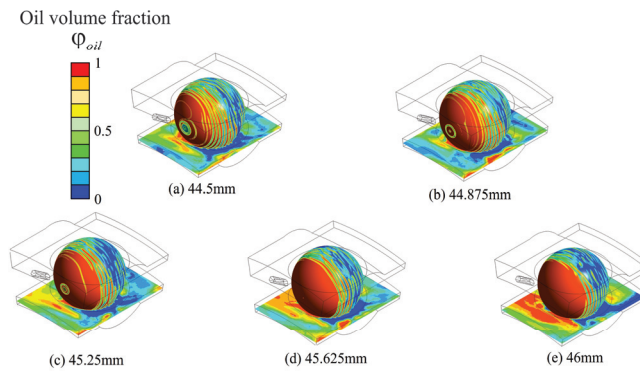 Oil volume fraction
φoil
1
0.5
0
(a) 44.5mm
(b) 44.875mm
(c) 45.25mm
(d) 45.625mm
(e) 46mm